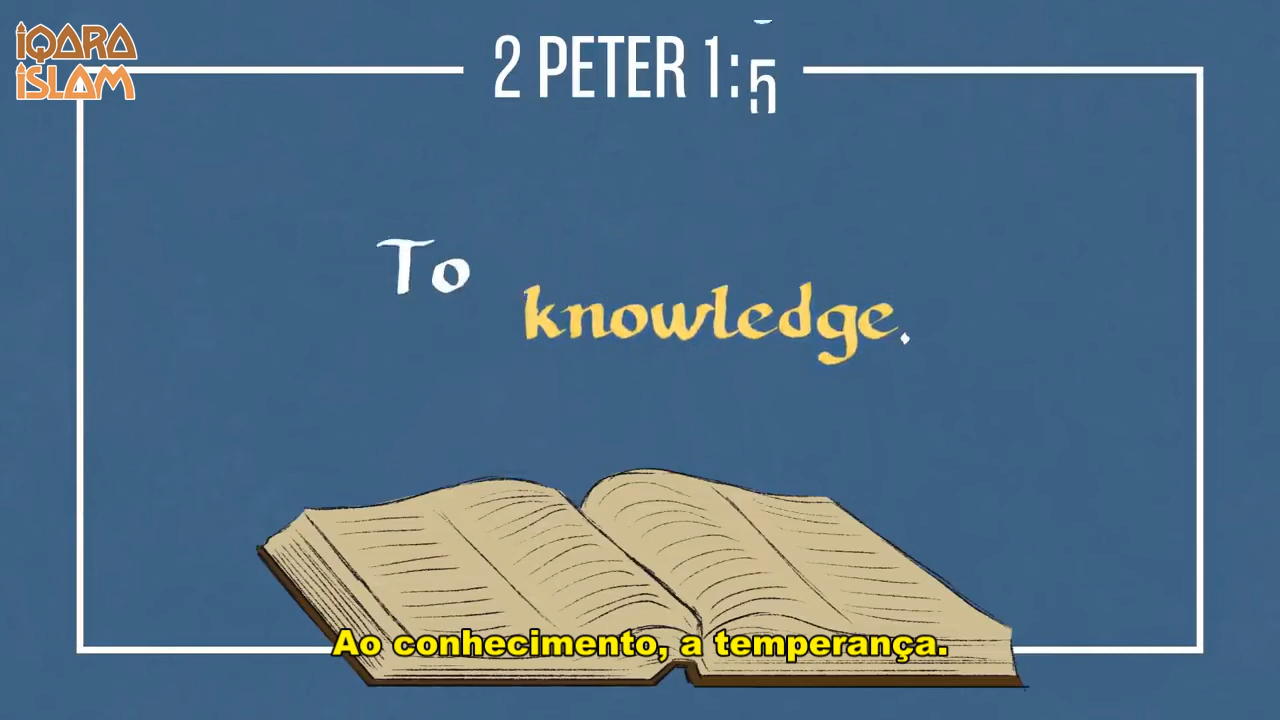 IQARA
ISLAM
2 PETER 1:5
To
knowledge.
Ao conhecimento, a temperança.